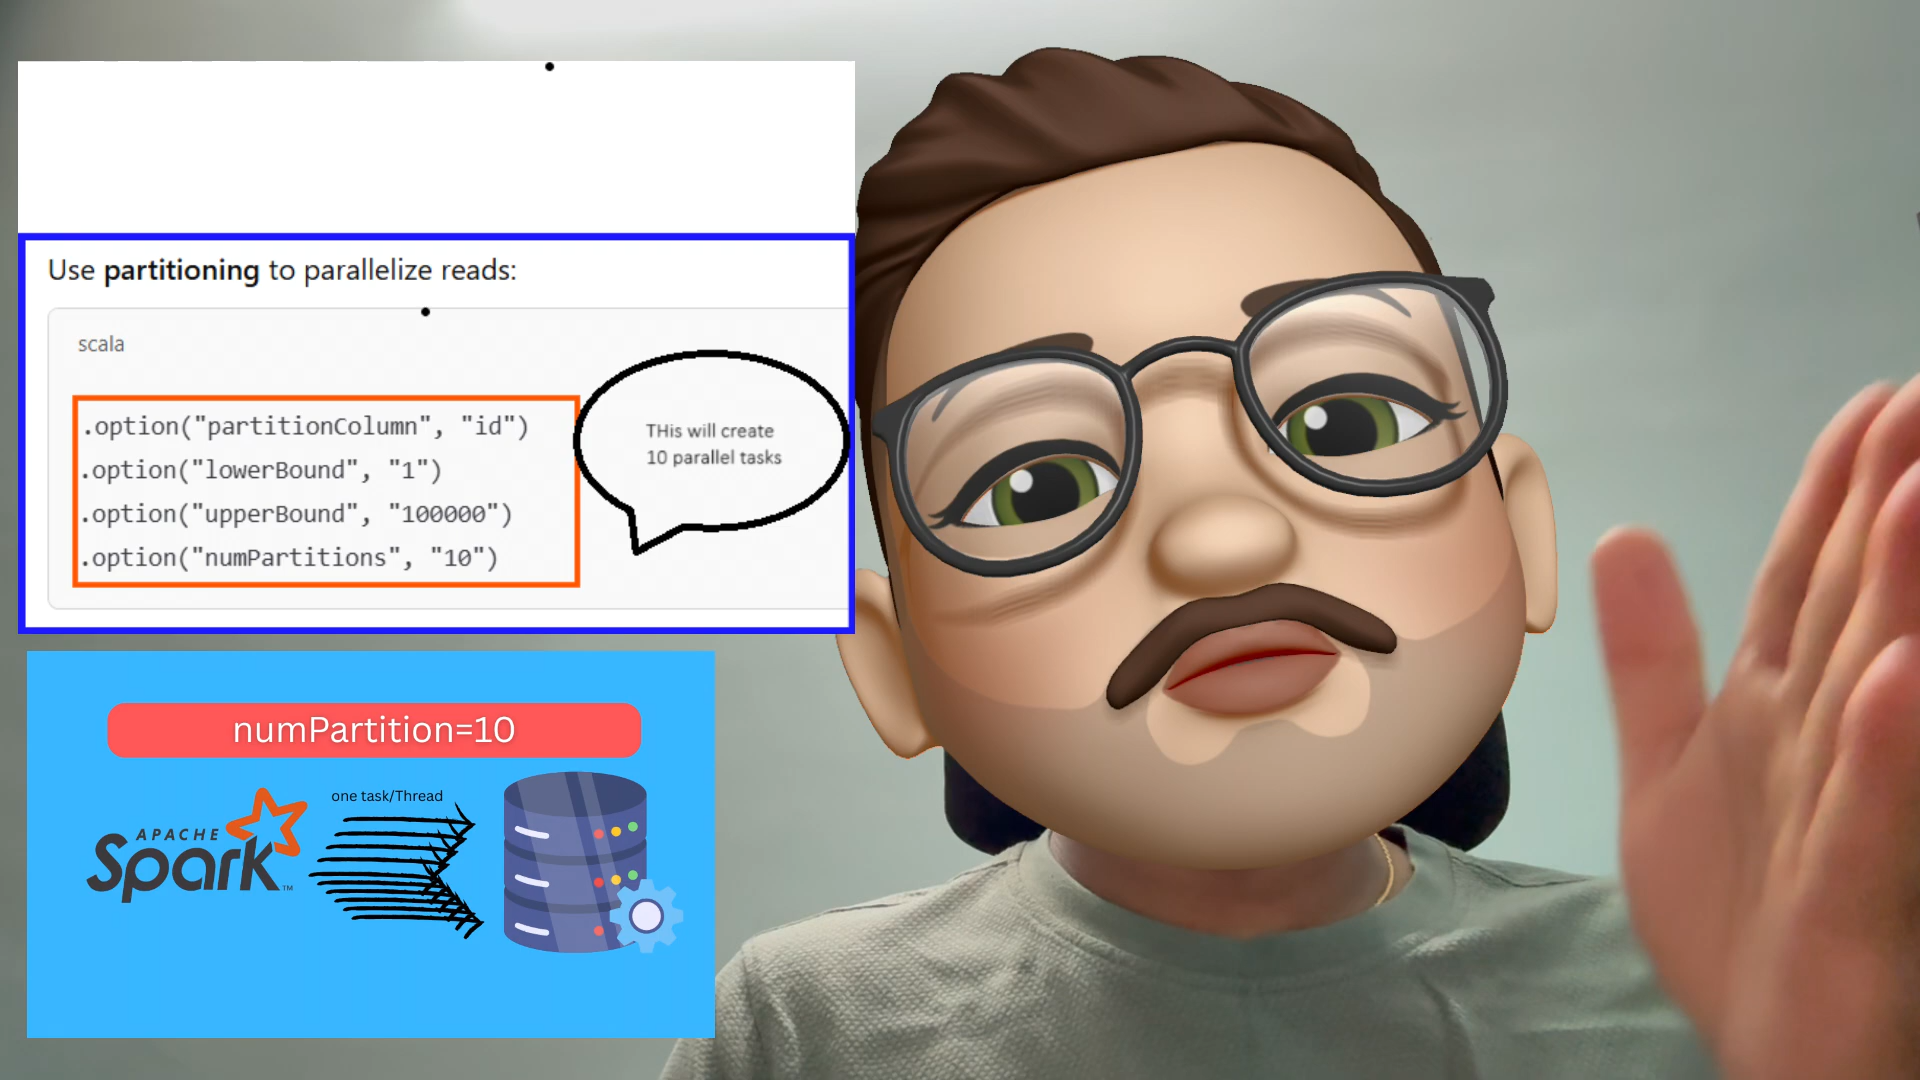 Use partitioning to parallelize reads:
scala
.option("partitionColumn", "id")
.option("lowerBound", "1")
.option("upperBound", "100000")
.option("numPartitions", "10")
THis will create
10 parallel tasks
numPartition=10
one task/Thread
APACHE
Spark™